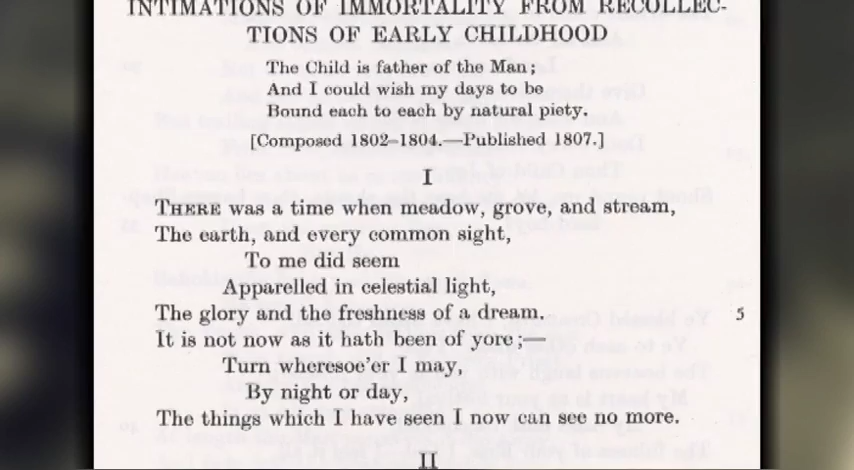 INTIMATIONS OF IMMORTALITY FROM RECOLLEC-
TIONS OF EARLY CHILDHOOD
The Child is father of the Man;
And I could wish my days to be
Bound each to each by natural piety.
[Composed 1802–1804.—Published 1807.]
I
THERE was a time when meadow, grove, and stream,
The earth, and every common sight,
To me did seem
Apparelled in celestial light,
The glory and the freshness of a dream. 5
It is not now as it hath been of yore;—
Turn wheresoe'er I may,
By night or day,
The things which I have seen I now can see no more.
II